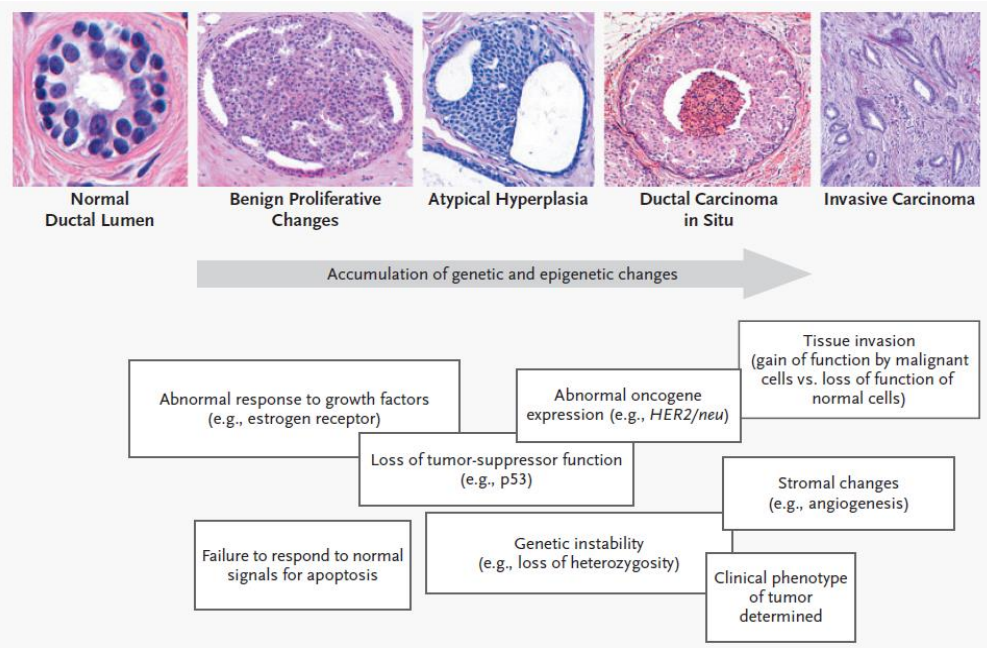 Normal
Ductal Lumen
Benign Proliferative
Changes
Atypical Hyperplasia
Ductal Carcinoma
in Situ
Invasive Carcinoma
Accumulation of genetic and epigenetic changes
Tissue invasion
(gain of function by malignant
cells vs. loss of function of
normal cells)
Abnormal response to growth factors
(e.g., estrogen receptor)
Abnormal oncogene
expression (e.g., HER2/neu)
Loss of tumor-suppressor function
(e.g., p53)
Stromal changes
(e.g., angiogenesis)
Failure to respond to normal
signals for apoptosis
Genetic instability
(e.g., loss of heterozygosity)
Clinical phenotype
of tumor
determined